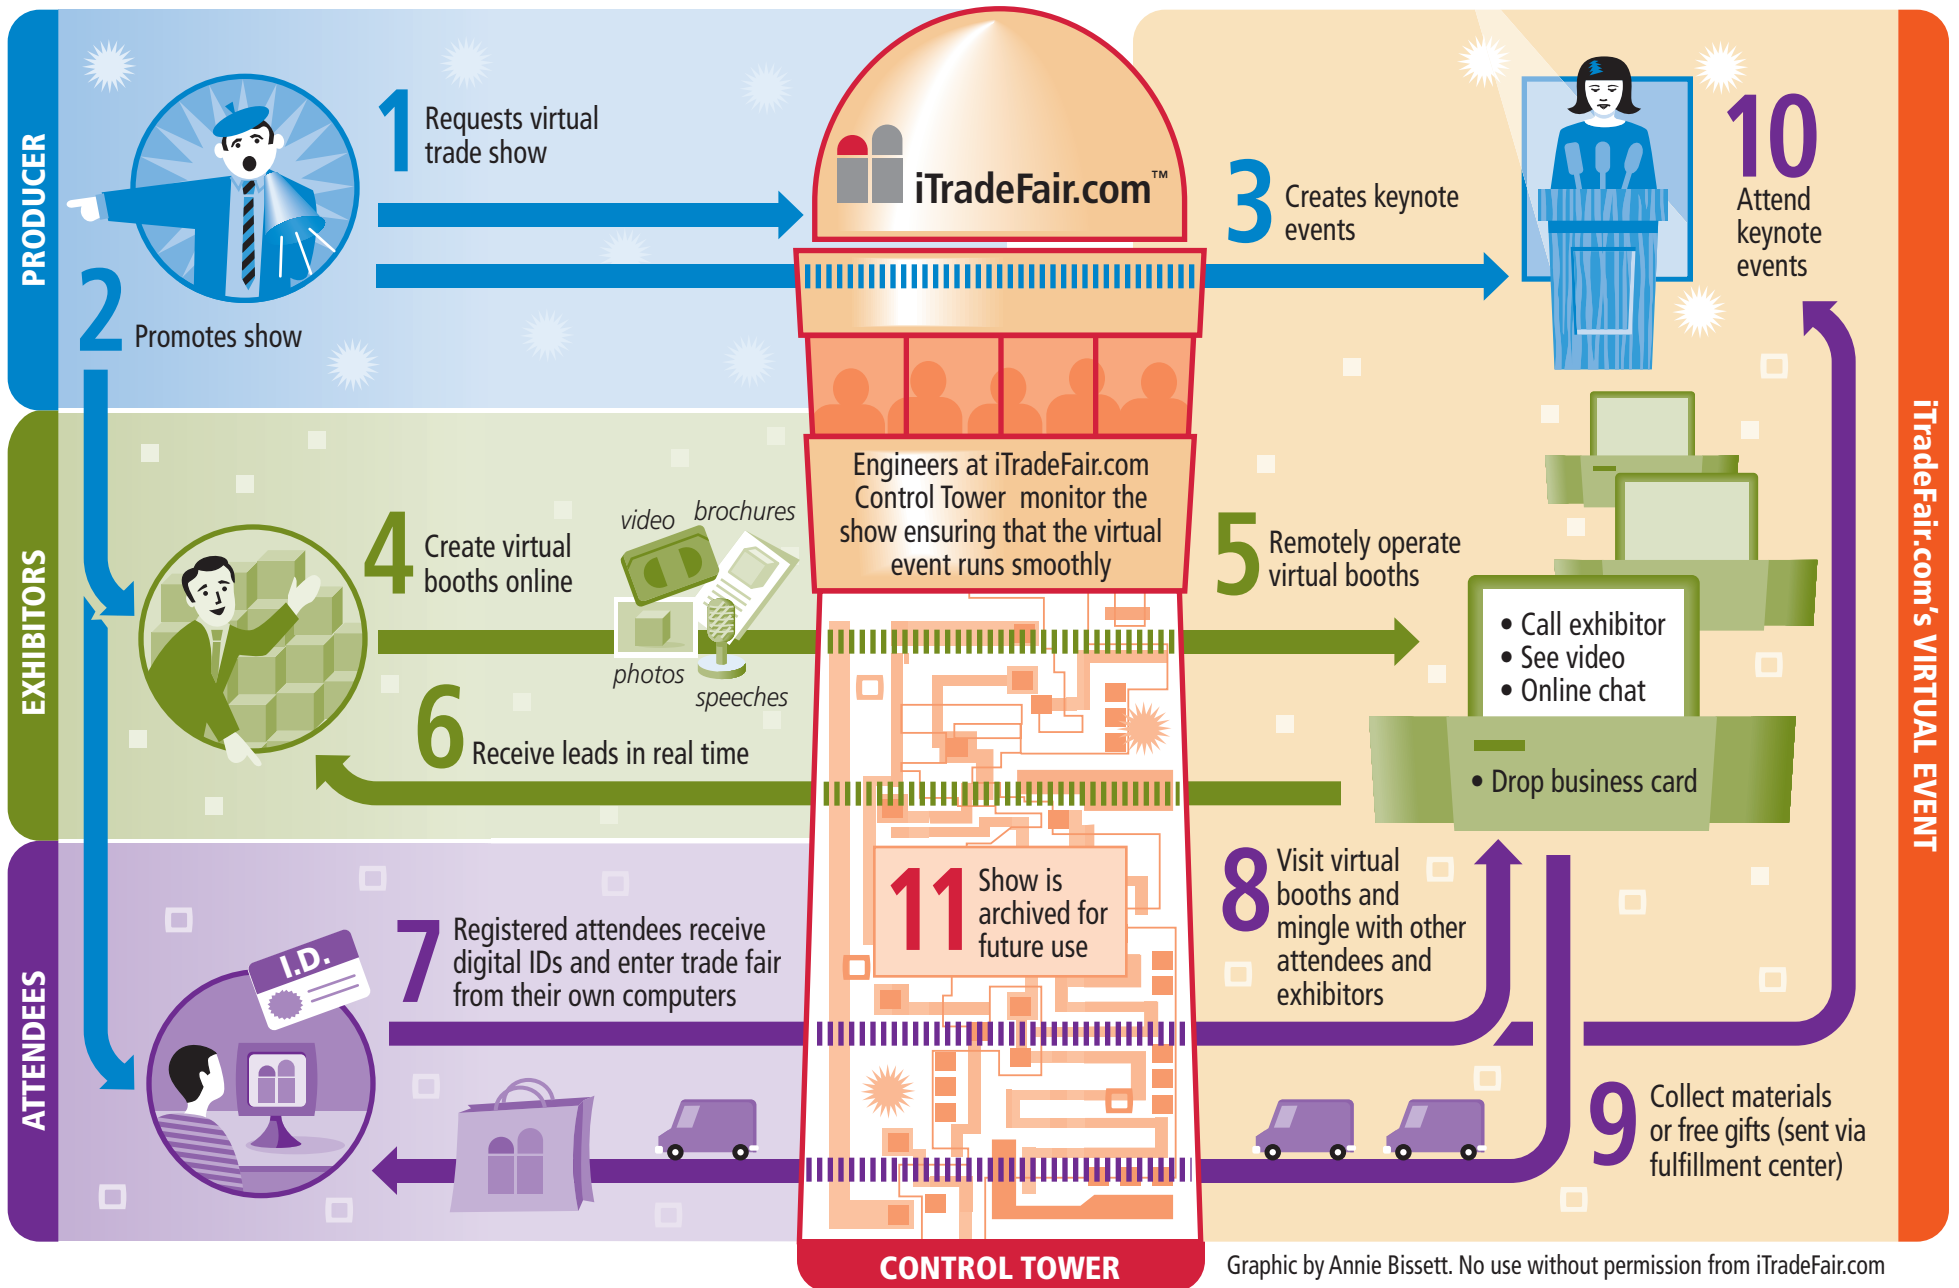 PRODUCER
1
Requests virtual
trade show
2
Promotes show
iTradeFair.com™
3
Creates keynote
events
10
Attend
keynote
events
EXHIBITORS
4
Create virtual
booths online
video
brochures
photos
speeches
Engineers at iTradeFair.com
Control Tower monitor the
show ensuring that the virtual
event runs smoothly
5
Remotely operate
virtual booths
• Call exhibitor
• See video
• Online chat
• Drop business card
6
Receive leads in real time
ATTENDEES
I.D.
7
Registered attendees receive
digital IDs and enter trade fair
from their own computers
11
Show is
archived for
future use
8
Visit virtual
booths and
mingle with other
attendees and
exhibitors
9
Collect materials
or free gifts (sent via
fulfillment center)
iTradeFair.com's VIRTUAL EVENT
CONTROL TOWER
Graphic by Annie Bissett. No use without permission from iTradeFair.com